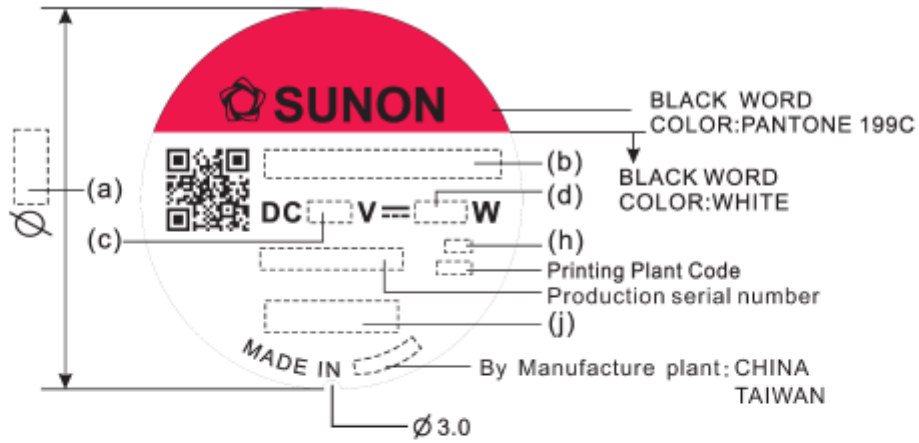 SUNON
BLACK WORD
COLOR:PANTONE 199C
(b)
BLACK WORD
COLOR:WHITE
(a)
(d)
DC V⎓ W
Ø
(c)
(h)
Printing Plant Code
Production serial number
(j)
MADE IN
By Manufacture plant: CHINA
TAIWAN
Ø 3.0